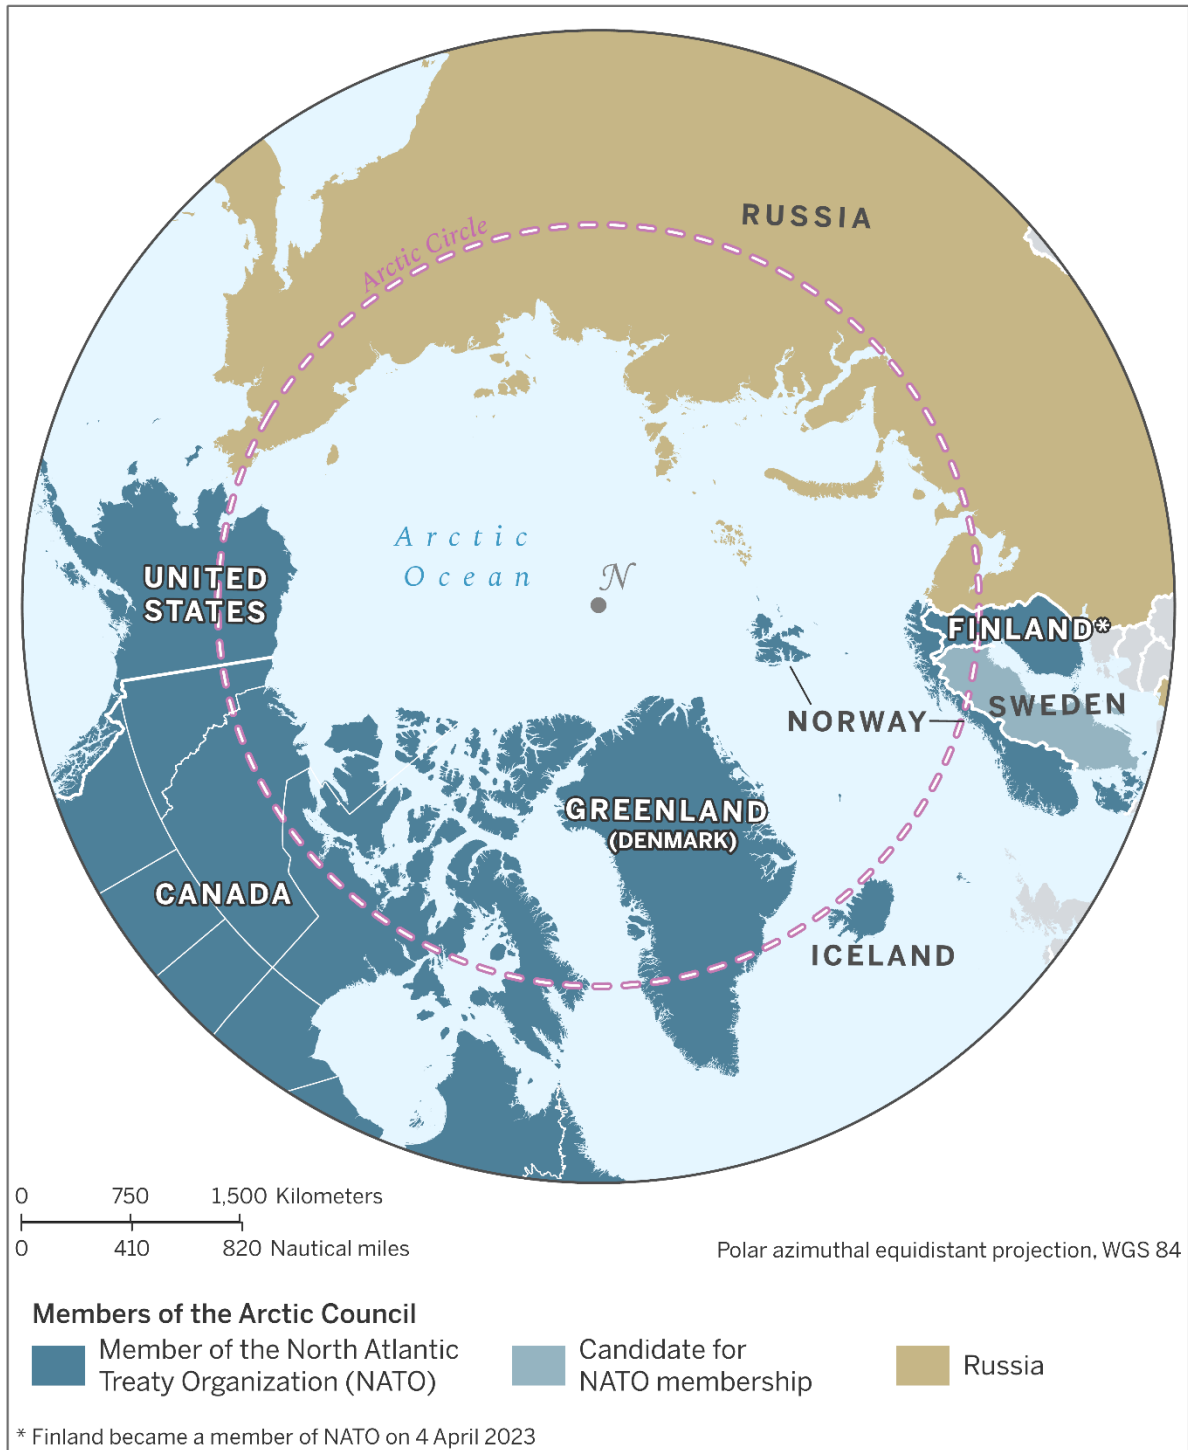 RUSSIA
Arctic Circle
Arctic
Ocean
N
UNITED
STATES
FINLAND*
SWEDEN
NORWAY
GREENLAND
(DENMARK)
CANADA
ICELAND
0 750 1,500 Kilometers
0 410 820 Nautical miles
Polar azimuthal equidistant projection, WGS 84
Members of the Arctic Council
Member of the North Atlantic
Treaty Organization (NATO)
Candidate for
NATO membership
Russia
* Finland became a member of NATO on 4 April 2023